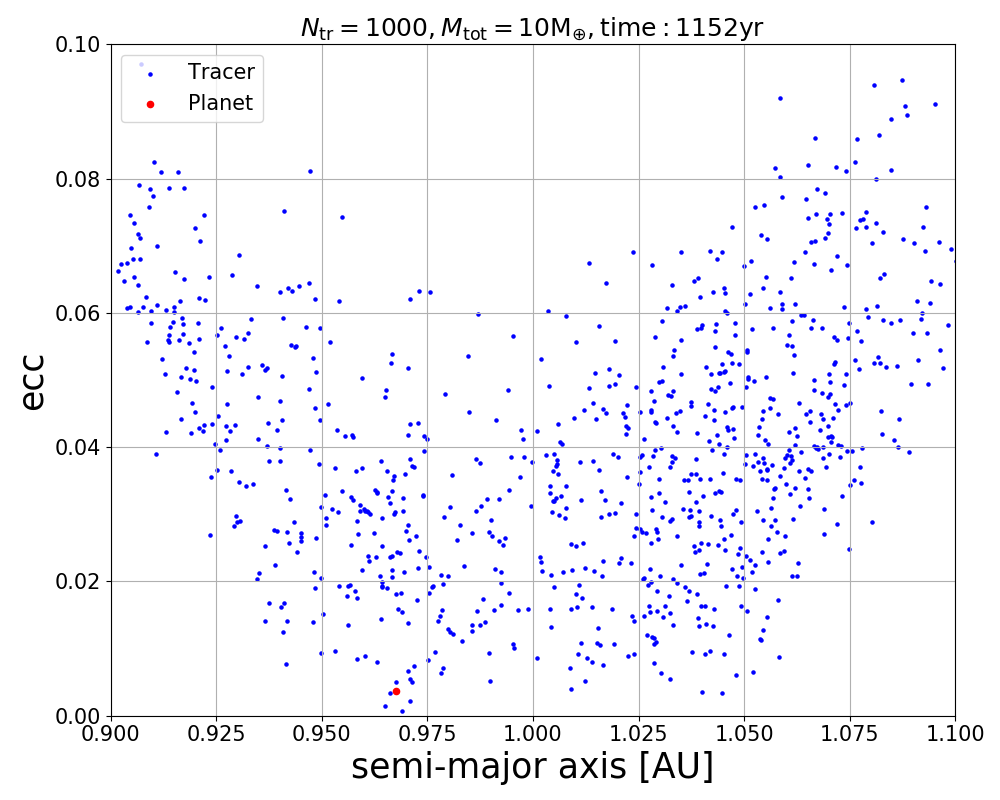 N_tr = 1000, M_tot = 10M_⊕, time : 1152yr
0.10
Tracer
Planet
0.08
0.06
0.04
0.02
0.00
ecc
0.900 0.925 0.950 0.975 1.000 1.025 1.050 1.075 1.100
semi-major axis [AU]